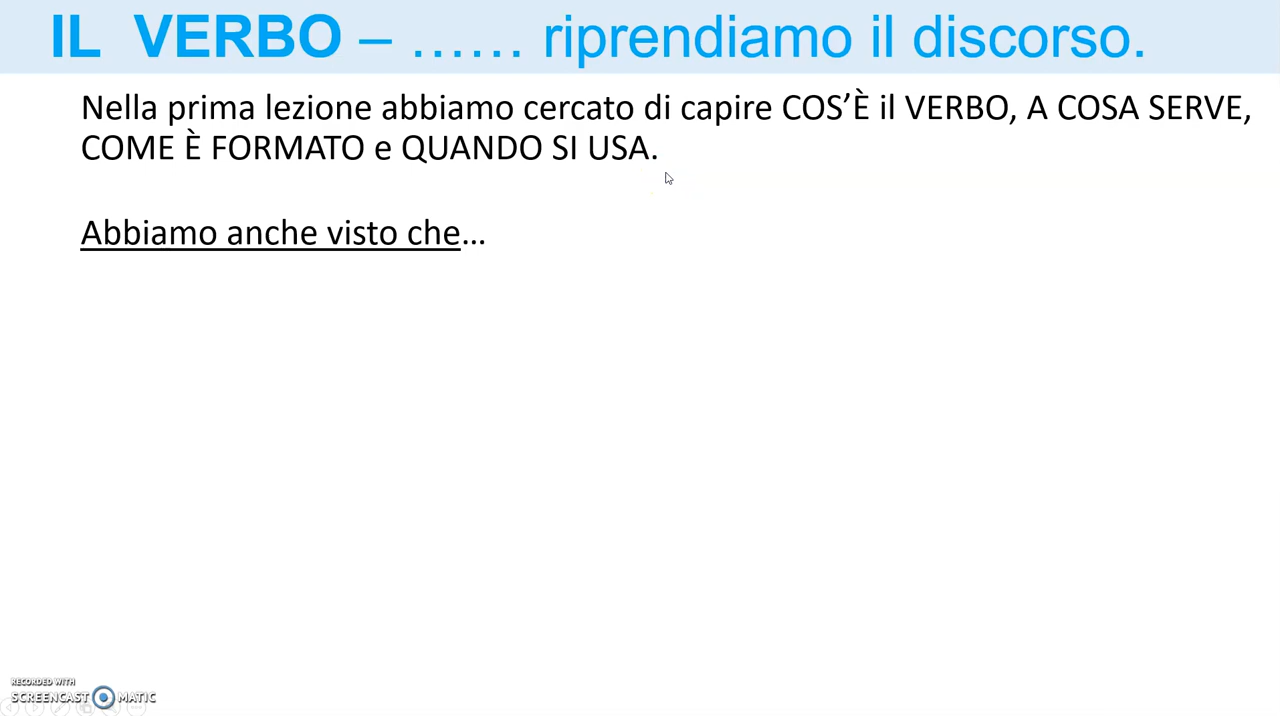 IL VERBO – …… riprendiamo il discorso.
Nella prima lezione abbiamo cercato di capire COS’È il VERBO, A COSA SERVE,
COME È FORMATO e QUANDO SI USA.
Abbiamo anche visto che…
RECORDED WITH
SCREENCAST MATIC